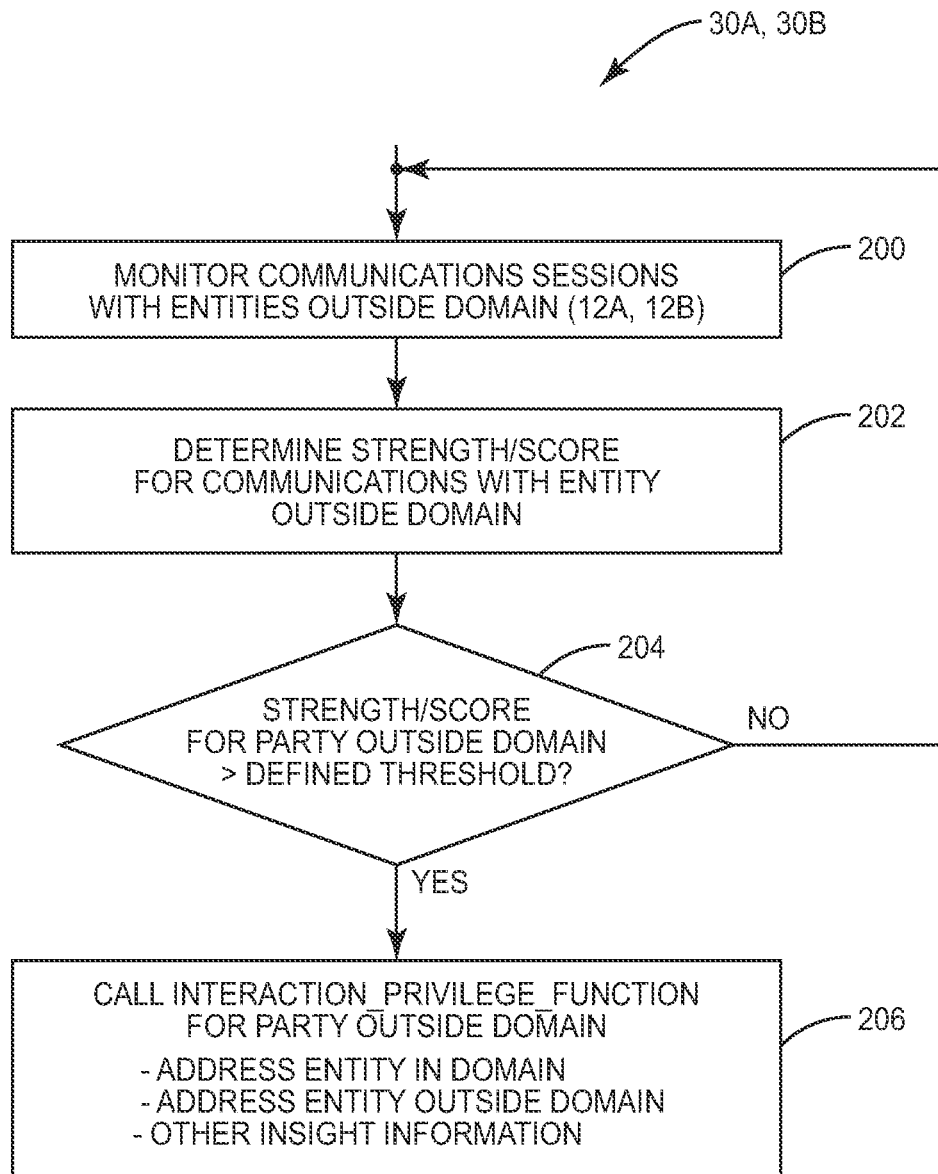 30A, 30B
200
MONITOR COMMUNICATIONS SESSIONS
WITH ENTITIES OUTSIDE DOMAIN (12A, 12B)
202
DETERMINE STRENGTH/SCORE
FOR COMMUNICATIONS WITH ENTITY
OUTSIDE DOMAIN
204
STRENGTH/SCORE
FOR PARTY OUTSIDE DOMAIN
> DEFINED THRESHOLD?
NO
YES
CALL INTERACTION_PRIVILEGE_FUNCTION
FOR PARTY OUTSIDE DOMAIN
- ADDRESS ENTITY IN DOMAIN
- ADDRESS ENTITY OUTSIDE DOMAIN
- OTHER INSIGHT INFORMATION
206